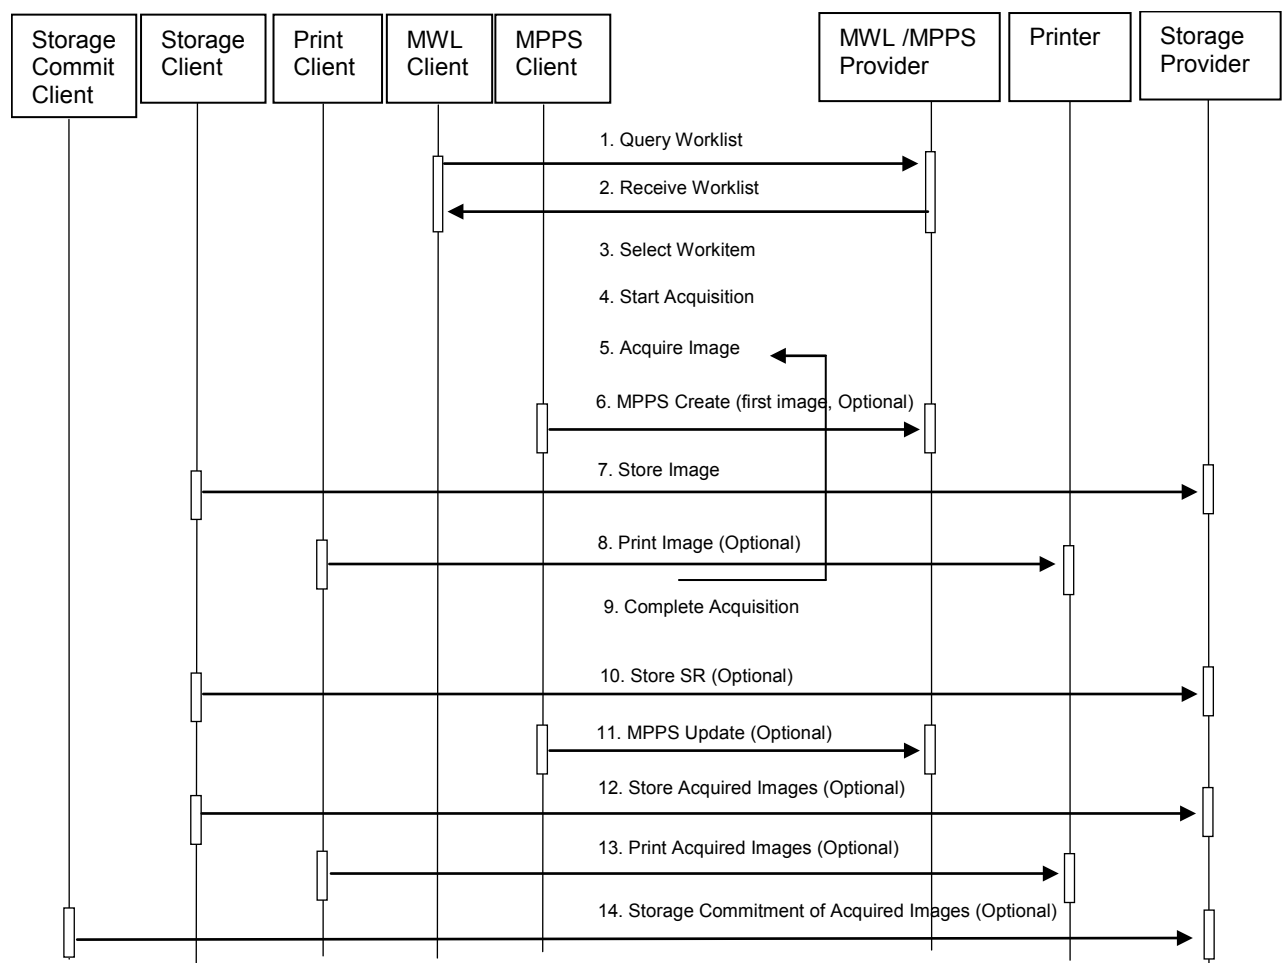 Storage
Commit
Client
Storage
Client
Print
Client
MWL
Client
MPPS
Client
MWL /MPPS
Provider
Printer
Storage
Provider
1. Query Worklist
2. Receive Worklist
3. Select Workitem
4. Start Acquisition
5. Acquire Image
6. MPPS Create (first image, Optional)
7. Store Image
8. Print Image (Optional)
9. Complete Acquisition
10. Store SR (Optional)
11. MPPS Update (Optional)
12. Store Acquired Images (Optional)
13. Print Acquired Images (Optional)
14. Storage Commitment of Acquired Images (Optional)